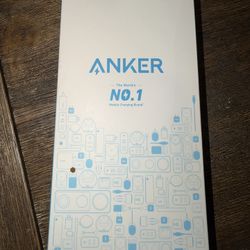 ANKER
The World's
NO.1
Mobile Charging Brand